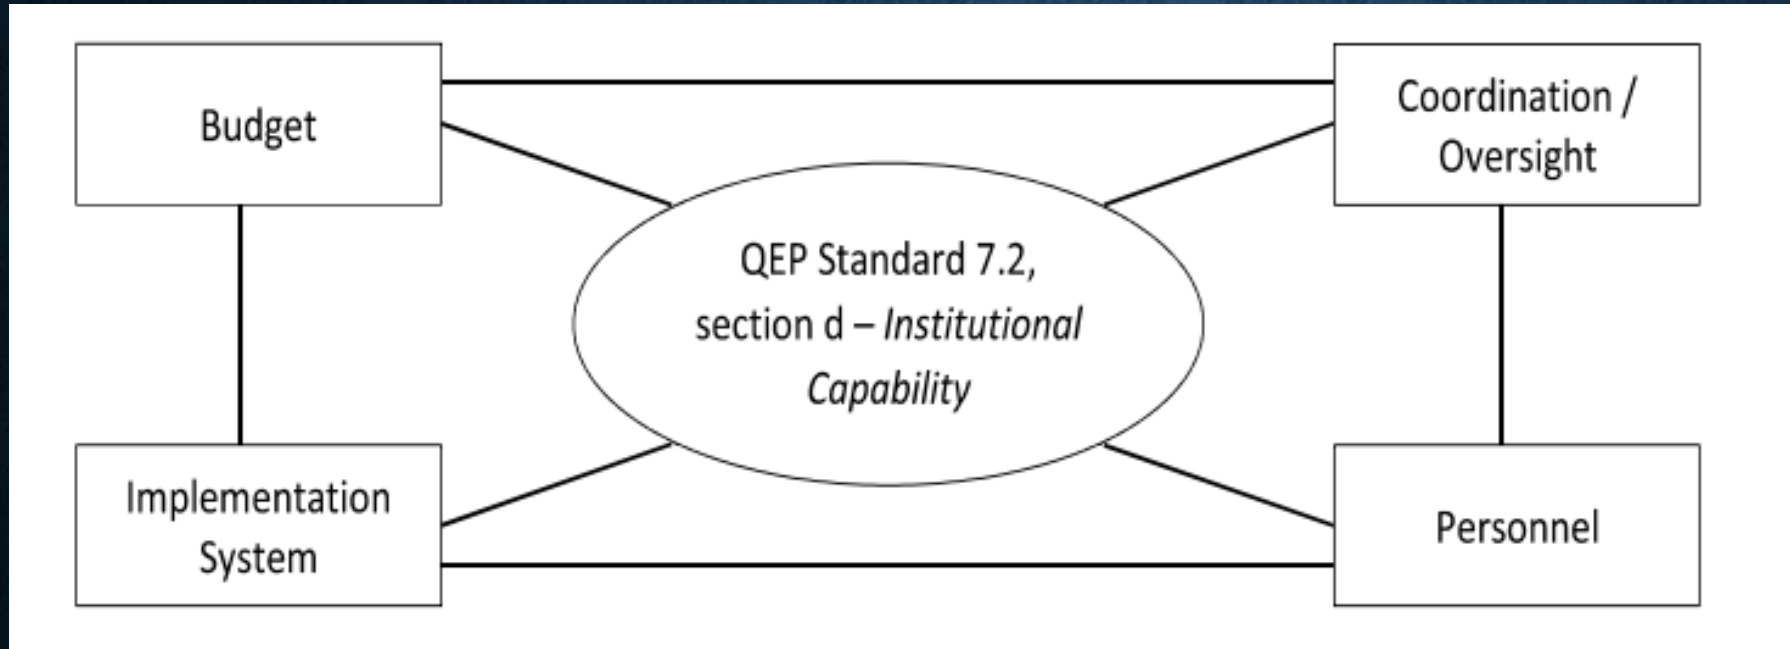 Budget
Coordination /
Oversight
QEP Standard 7.2,
section d – Institutional
Capability
Implementation
System
Personnel